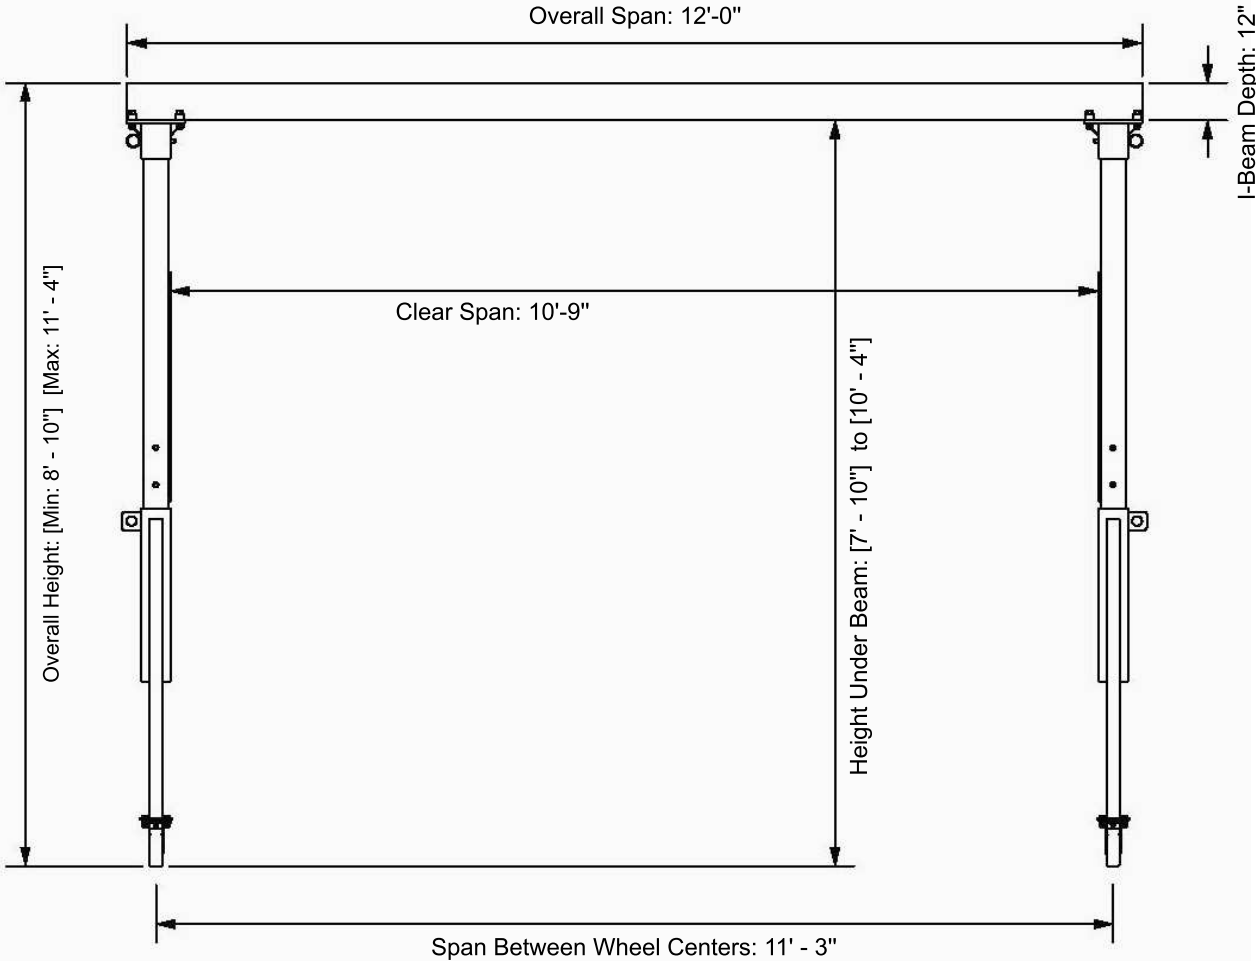 Overall Span: 12'-0"
I-Beam Depth: 12"
Clear Span: 10'-9"
Overall Height: [Min: 8' - 10"] [Max: 11' - 4"]
Height Under Beam: [7' - 10"] to [10' - 4"]
Span Between Wheel Centers: 11' - 3"